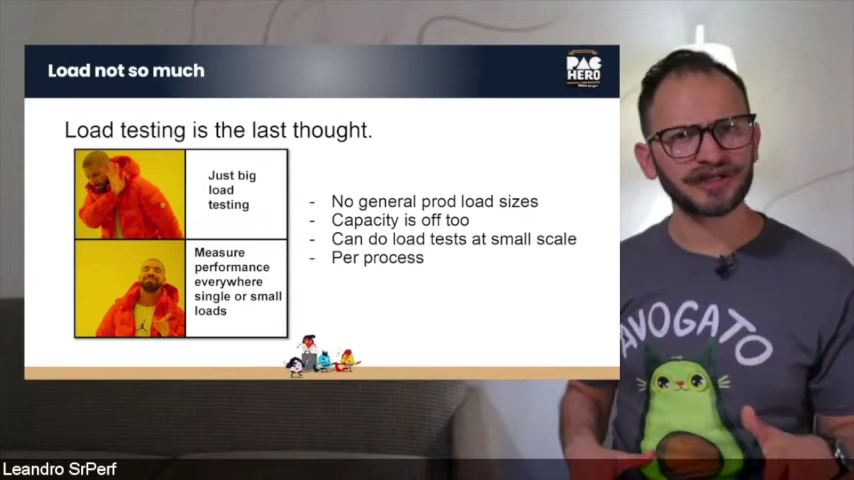 Load not so much
PAC
HERO
Load testing is the last thought.
Just big
load
testing
Measure
performance
everywhere
single or small
loads
- No general prod load sizes
- Capacity is off too
- Can do load tests at small scale
- Per process
AVOGATO
Leandro SrPerf